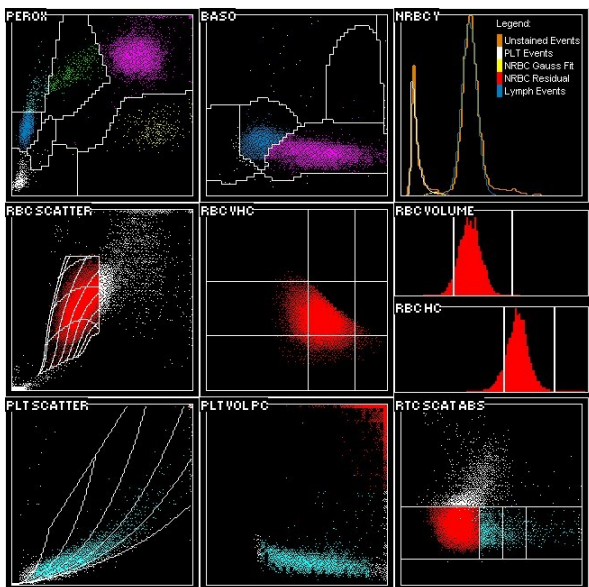 PEROX
BASO
NRBC Y
Legend:
Unstained Events
PLT Events
NRBC Gauss Fit
NRBC Residual
Lymph Events
RBC SCATTER
RBC VHC
RBC VOLUME
RBC HC
PLT SCATTER
PLT VOL PC
RTC SCAT ABS